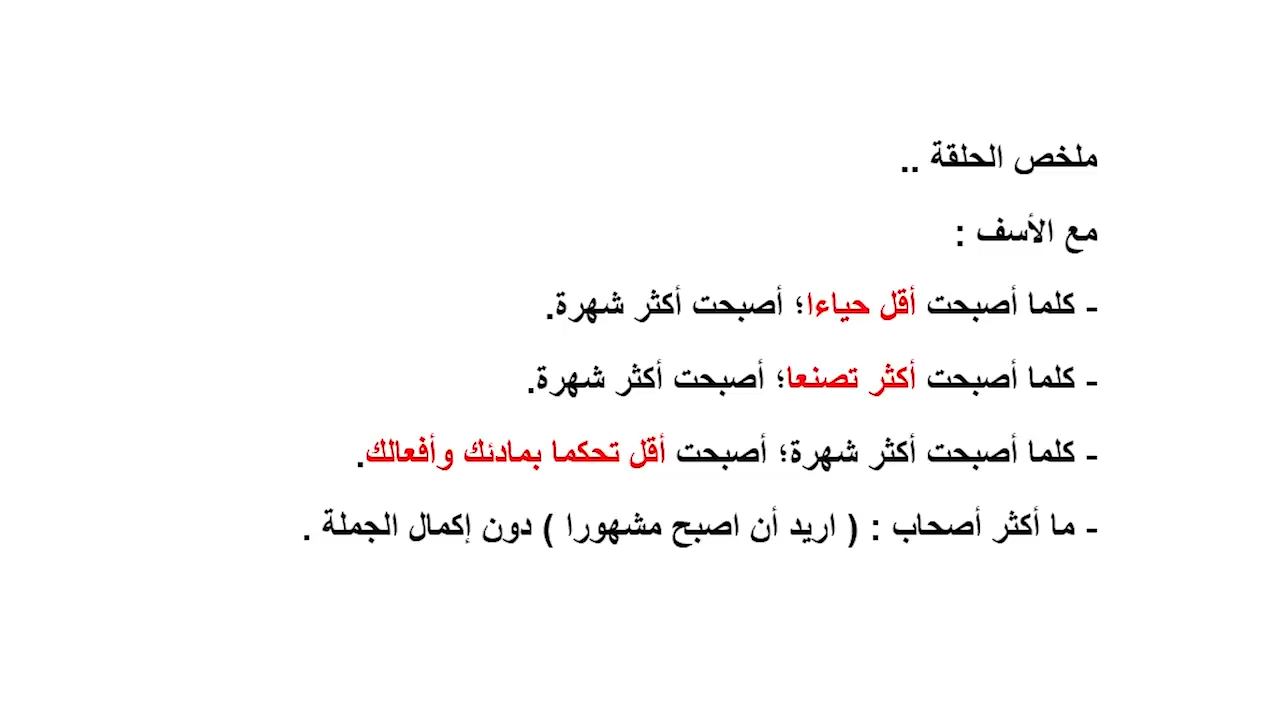 ملخص الحلقة ..
مع الأسف :
- كلما أصبحت أقل حياءا؛ أصبحت أكثر شهرة.
- كلما أصبحت أكثر تصنعا؛ أصبحت أكثر شهرة.
- كلما أصبحت أكثر شهرة؛ أصبحت أقل تحكما بمادئك وأفعالك.
- ما أكثر أصحاب : ( اريد أن اصبح مشهورا ) دون إكمال الجملة .